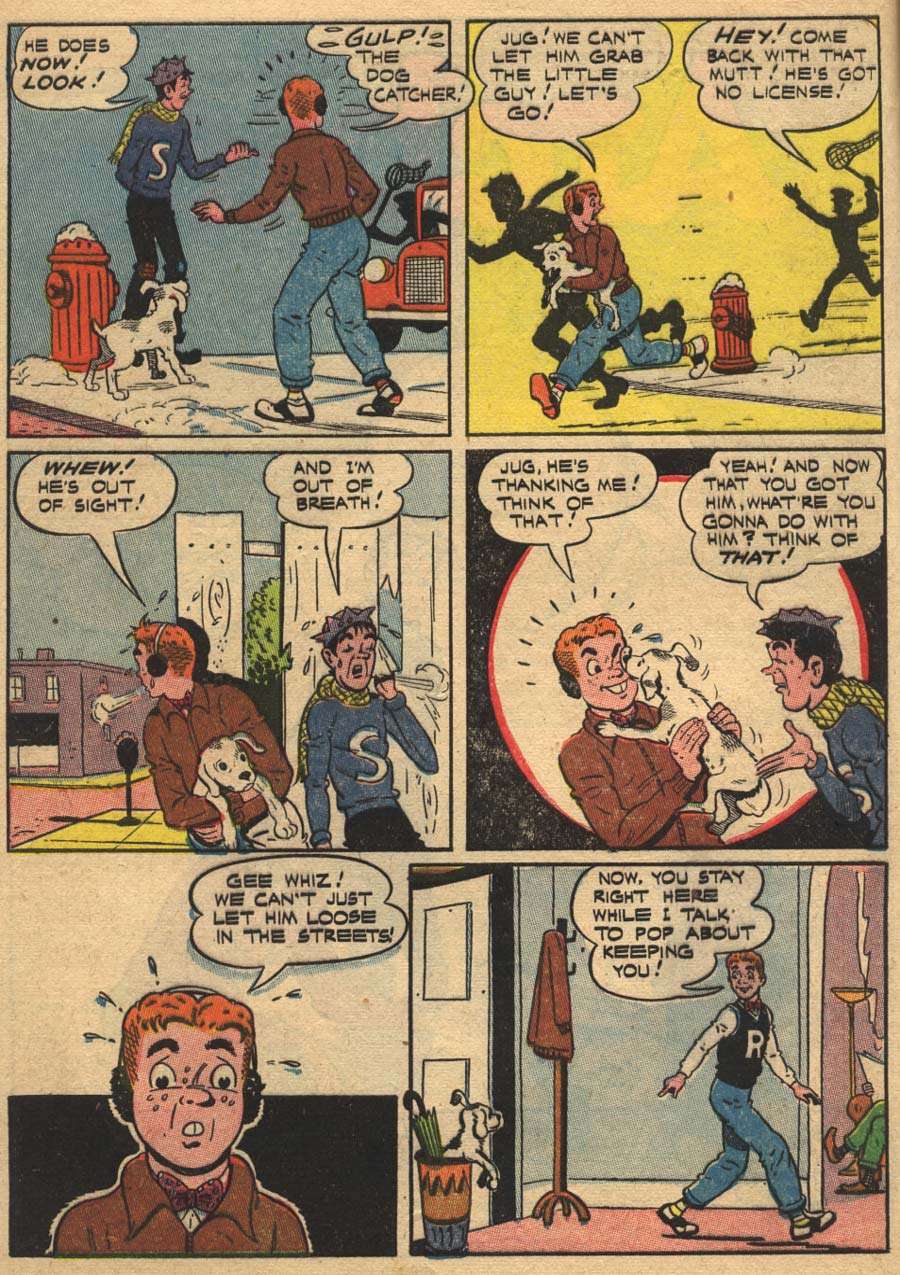 HE DOES
NOW!
LOOK!
S
GULP!
THE
DOG
CATCHER!
JUG! WE CAN'T
LET HIM GRAB
THE LITTLE
GUY! LET'S
GO!
HEY! COME
BACK WITH THAT
MUTT! HE'S GOT
NO LICENSE!
WHEW!
HE'S OUT
OF SIGHT!
AND I'M
OUT OF
BREATH!
S
JUG, HE'S
THANKING ME!
THINK OF
THAT!
YEAH! AND NOW
THAT YOU GOT
HIM, WHAT'RE YOU
GONNA DO WITH
HIM? THINK OF
THAT!
GEE WHIZ!
WE CAN'T JUST
LET HIM LOOSE
IN THE STREETS!
NOW, YOU STAY
RIGHT HERE
WHILE I TALK
TO POP ABOUT
KEEPING
YOU!
R